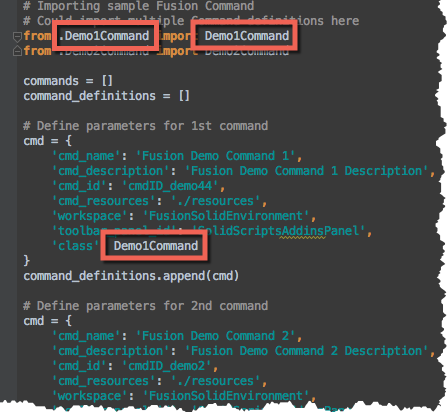 # Importing sample Fusion Command
# Could import multiple Command definitions here
from .Demo1Command import Demo1Command
from .Demo2Command import Demo2Command
commands = []
command_definitions = []
# Define parameters for 1st command
cmd = {
'cmd_name': 'Fusion Demo Command 1',
'cmd_description': 'Fusion Demo Command 1 Description',
'cmd_id': 'cmdID_demo44',
'cmd_resources': './resources',
'workspace': 'FusionSolidEnvironment',
'toolbar_panel_id': 'SolidScriptsAddinsPanel',
'class' Demo1Command
}
command_definitions.append(cmd)
# Define parameters for 2nd command
cmd = {
'cmd_name': 'Fusion Demo Command 2',
'cmd_description': 'Fusion Demo Command 2 Description',
'cmd_id': 'cmdID_demo2',
'cmd_resources': './resources',
'workspace': 'FusionSolidEnvironment',